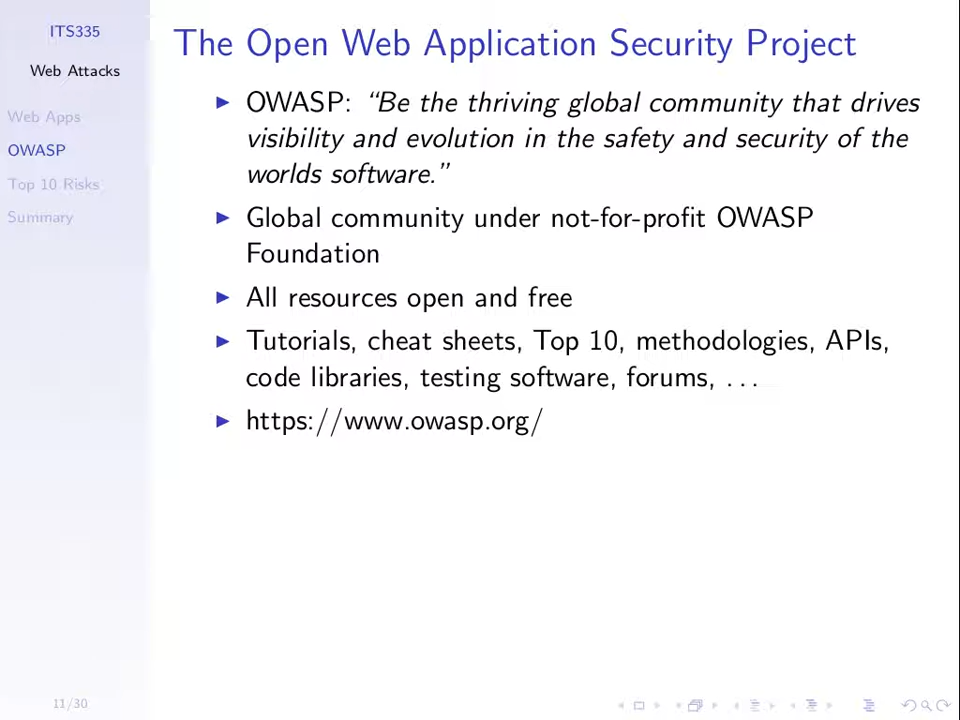 ITS335
Web Attacks
Web Apps
OWASP
Top 10 Risks
Summary
The Open Web Application Security Project
OWASP: “Be the thriving global community that drives
visibility and evolution in the safety and security of the
worlds software.”
Global community under not-for-profit OWASP
Foundation
All resources open and free
Tutorials, cheat sheets, Top 10, methodologies, APIs,
code libraries, testing software, forums, . . .
https://www.owasp.org/
11/30